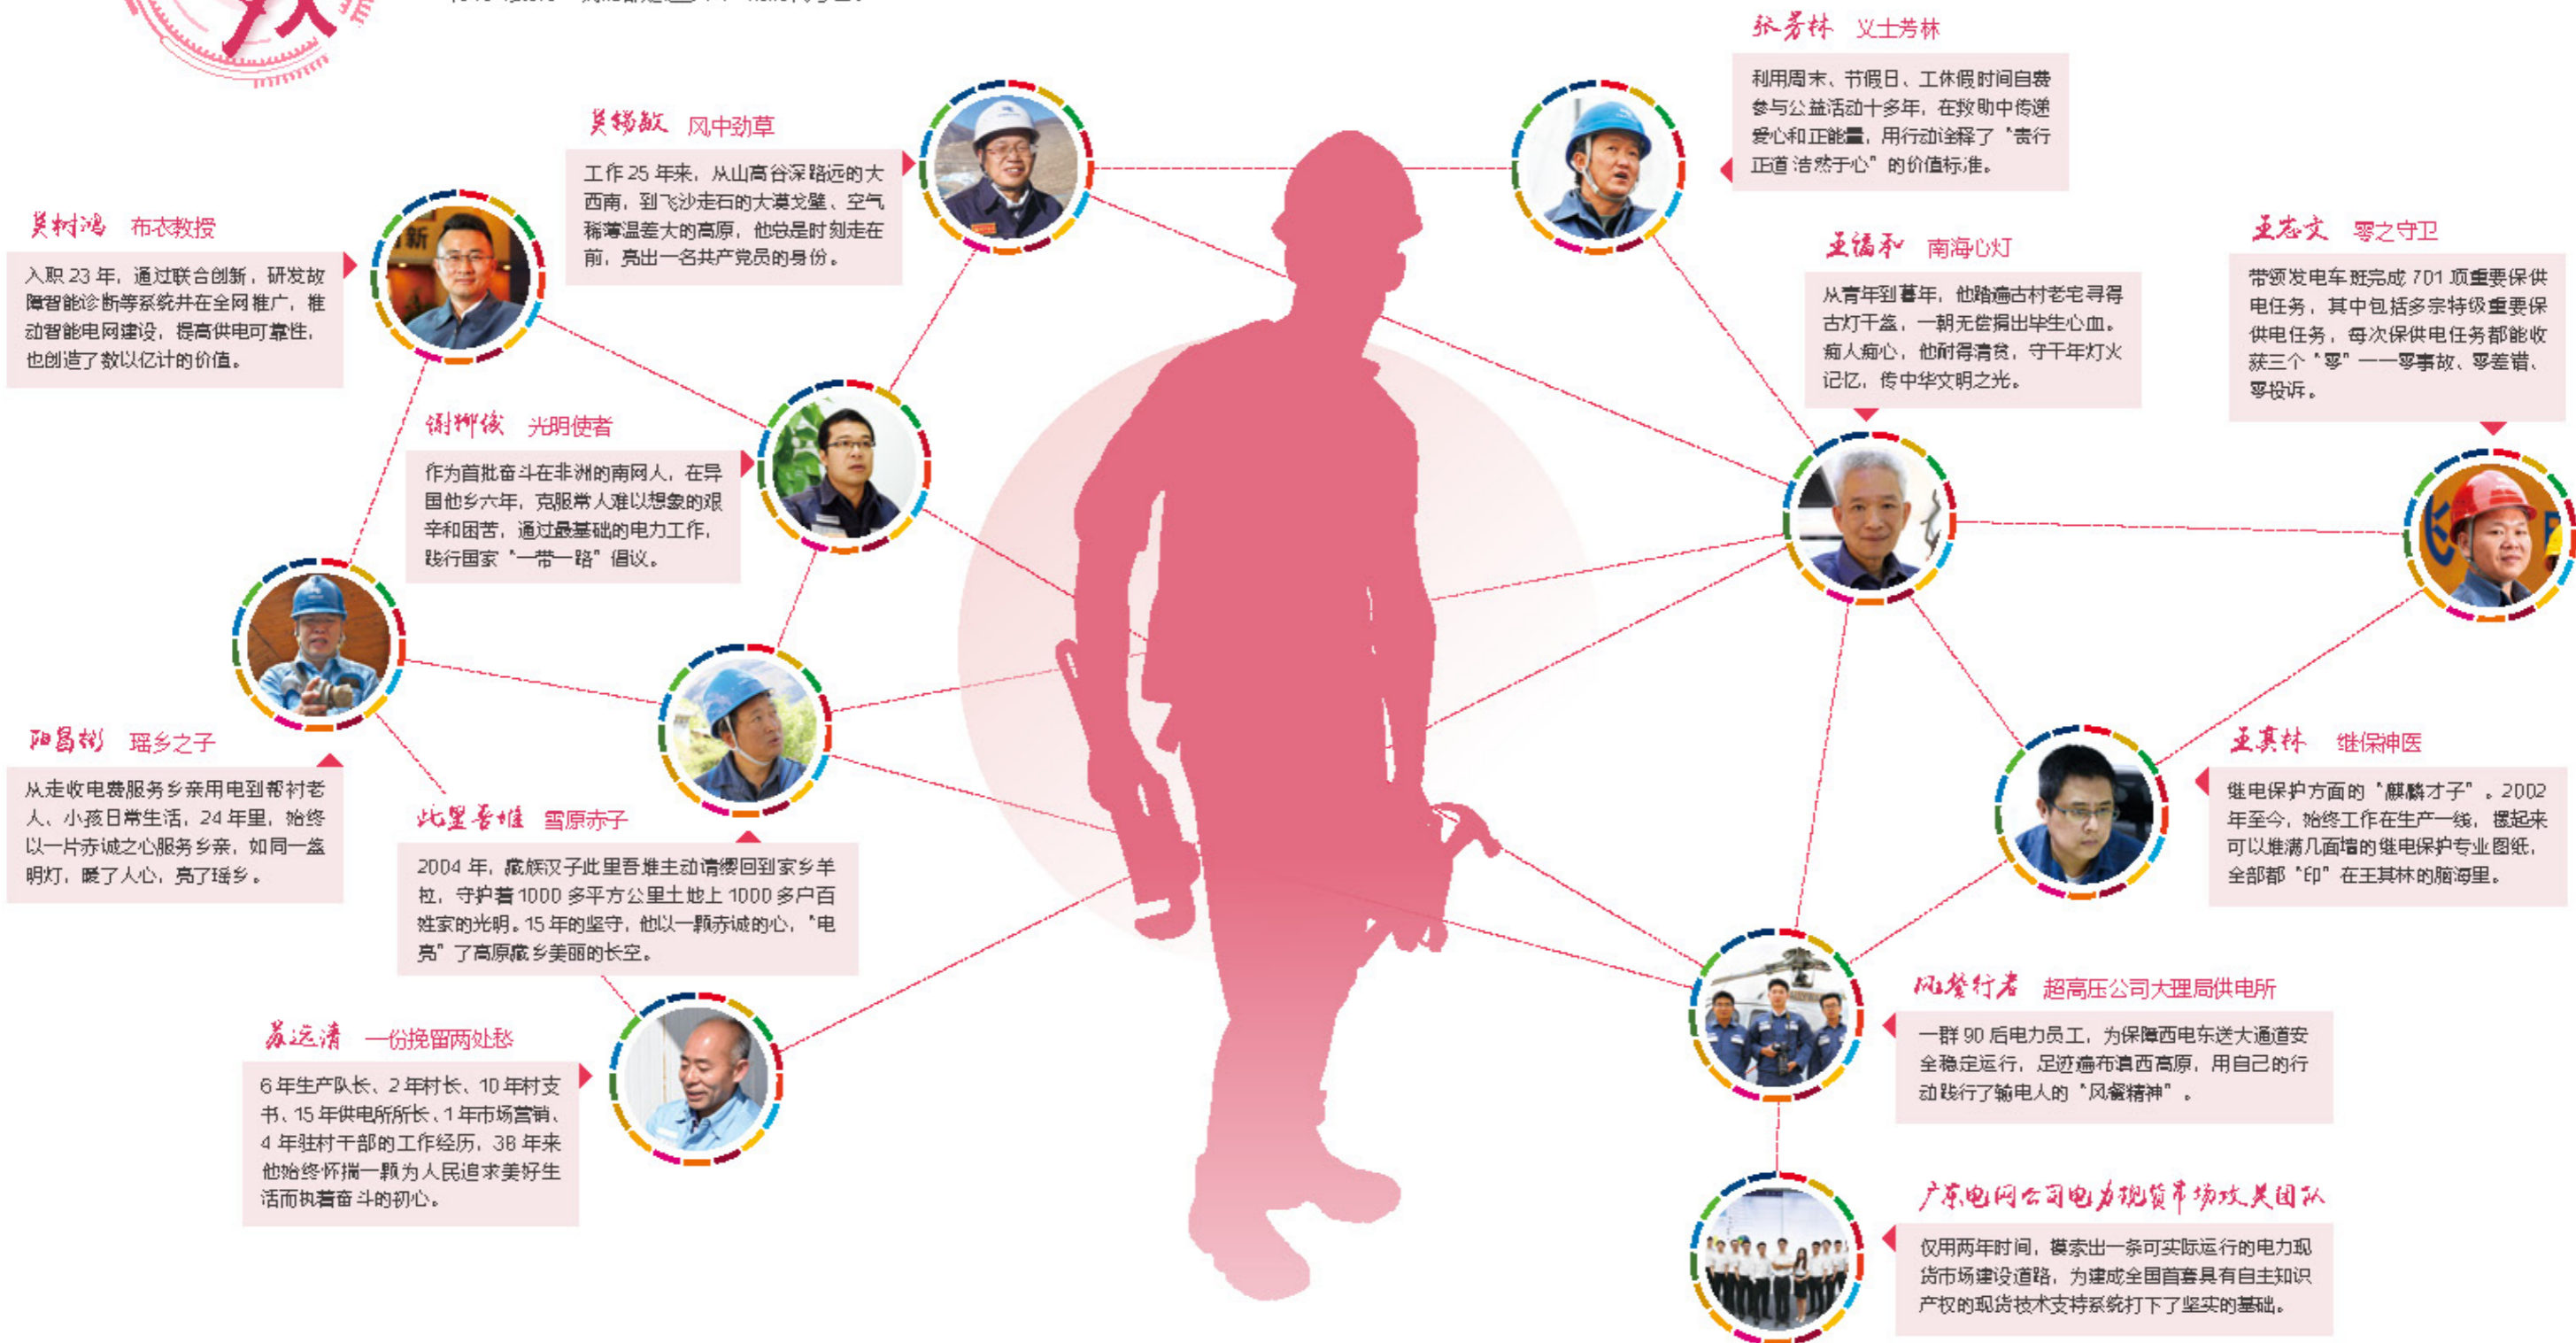 张芳林 义士芳林
利用周末、节假日、工休假时间自费
参与公益活动十多年，在救助中传递
爱心和正能量，用行动诠释了“责行
正道 浩然于心”的价值标准。
吴锡敏 风中劲草
工作 25 年来，从山高谷深路远的大
西南，到飞沙走石的大漠戈壁、空气
稀薄温差大的高原，他总是时刻走在
前，亮出一名共产党员的身份。
吴树鸿 布衣教授
入职 23 年，通过联合创新，研发故
障智能诊断等系统并在全网推广，推
动智能电网建设，提高供电可靠性，
也创造了数以亿计的价值。
王福和 南海心灯
从青年到暮年，他踏遍古村老宅寻得
古灯千盏，一朝无偿捐出毕生心血。
痴人痴心，他耐得清贫，守千年灯火
记忆，传中华文明之光。
王志文 零之守卫
带领发电车班完成 701 项重要保供
电任务，其中包括多宗特级重要保
供电任务，每次保供电任务都能收
获三个“零”——零事故、零差错、
零投诉。
谢柳俊 光明使者
作为首批奋斗在非洲的南网人，在异
国他乡六年，克服常人难以想象的艰
辛和困苦，通过最基础的电力工作，
践行国家“一带一路”倡议。
阳昌彬 瑶乡之子
从走收电费服务乡亲用电到帮衬老
人、小孩日常生活，24 年里，始终
以一片赤诚之心服务乡亲，如同一盏
明灯，暖了人心，亮了瑶乡。
此里吾堆 雪原赤子
2004 年，藏族汉子此里吾堆主动请缨回到家乡羊
拉，守护着 1000 多平方公里土地上 1000 多户百
姓家的光明。15 年的坚守，他以一颗赤诚的心，“电
亮”了高原藏乡美丽的长空。
王其林 继保神医
继电保护方面的“麒麟才子”。2002
年至今，始终工作在生产一线，摞起来
可以堆满几面墙的继电保护专业图纸，
全部都“印”在王其林的脑海里。
苏运清 一份挽留两处愁
6 年生产队长、2 年村长、10 年村支
书、15 年供电所所长、1 年市场营销、
4 年驻村干部的工作经历，38 年来
他始终怀揣一颗为人民追求美好生
活而执着奋斗的初心。
风餐行者 超高压公司大理局供电所
一群 90 后电力员工，为保障西电东送大通道安
全稳定运行，足迹遍布滇西高原，用自己的行
动践行了输电人的“风餐精神”。
广东电网公司电力现货市场攻关团队
仅用两年时间，摸索出一条可实际运行的电力现
货市场建设道路，为建成全国首套具有自主知识
产权的现货技术支持系统打下了坚实的基础。